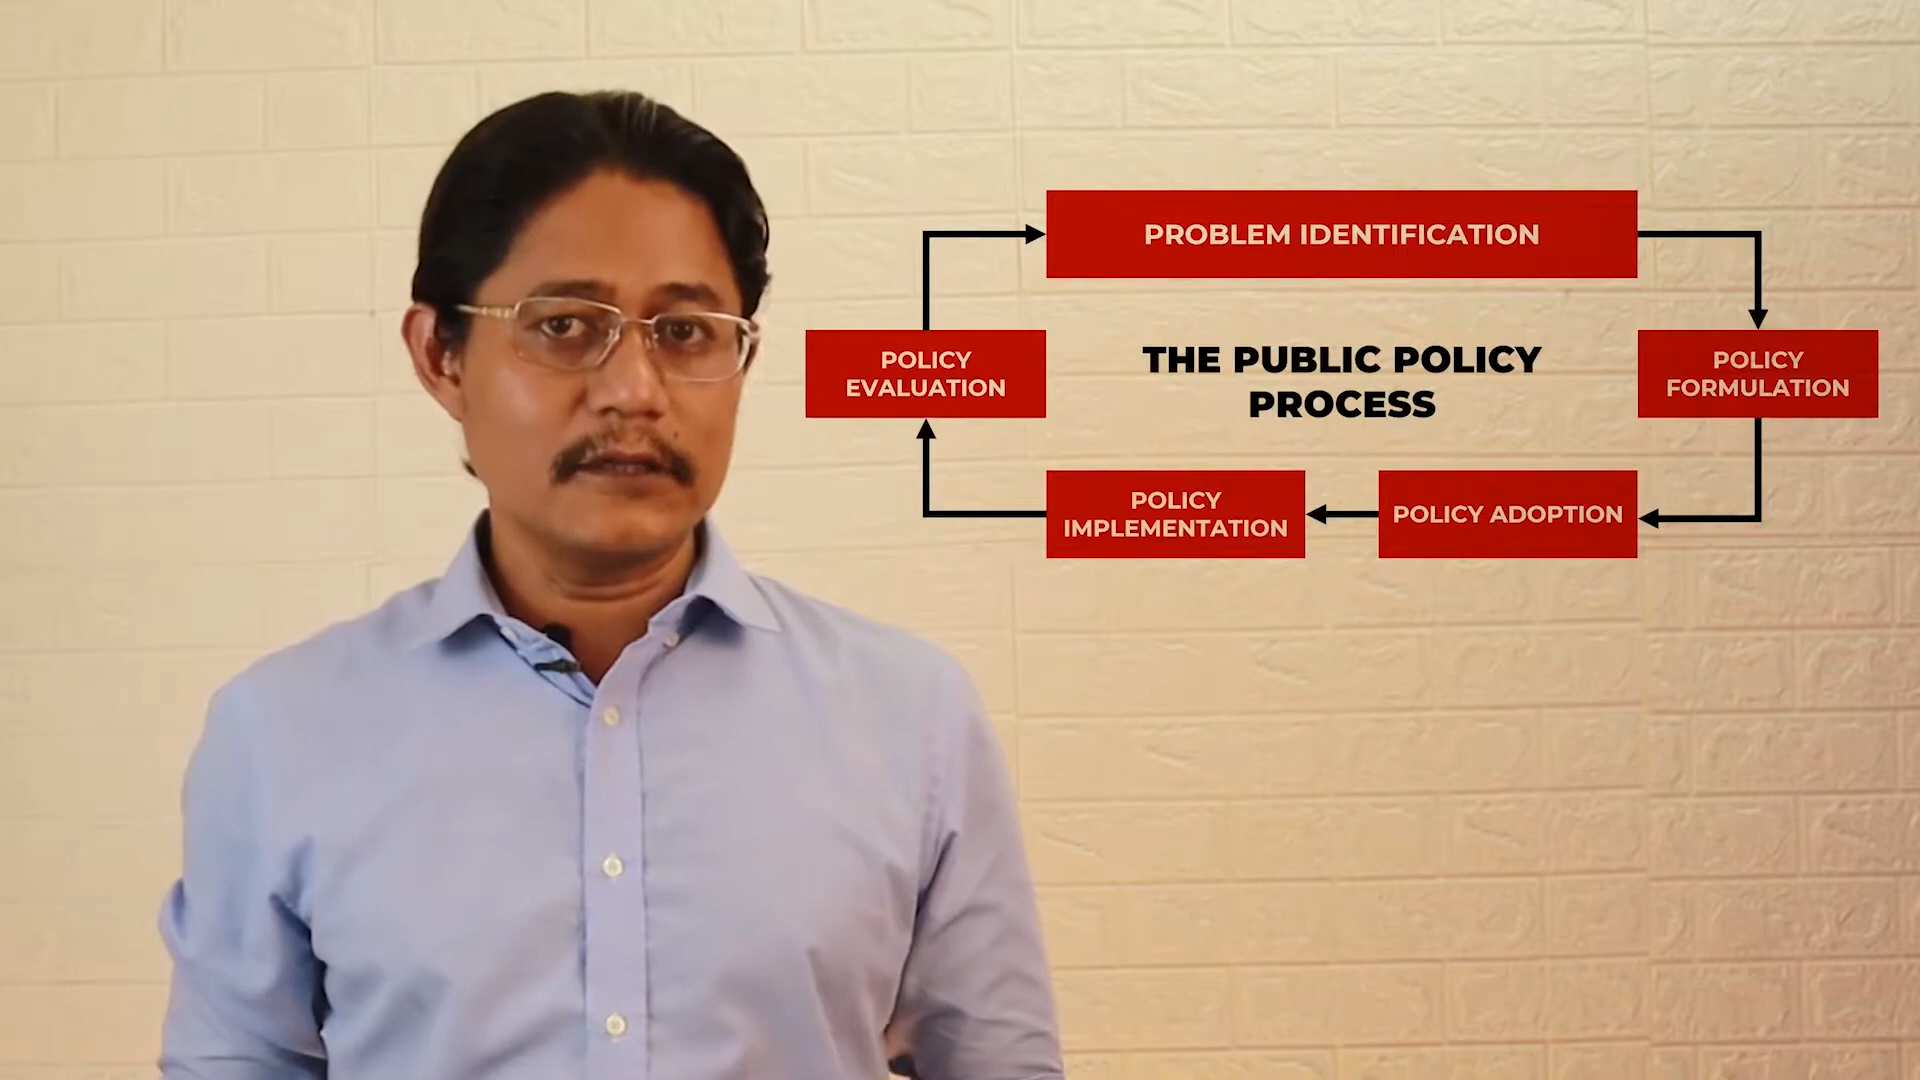 PROBLEM IDENTIFICATION
POLICY
EVALUATION
THE PUBLIC POLICY
PROCESS
POLICY
FORMULATION
POLICY
IMPLEMENTATION
POLICY ADOPTION